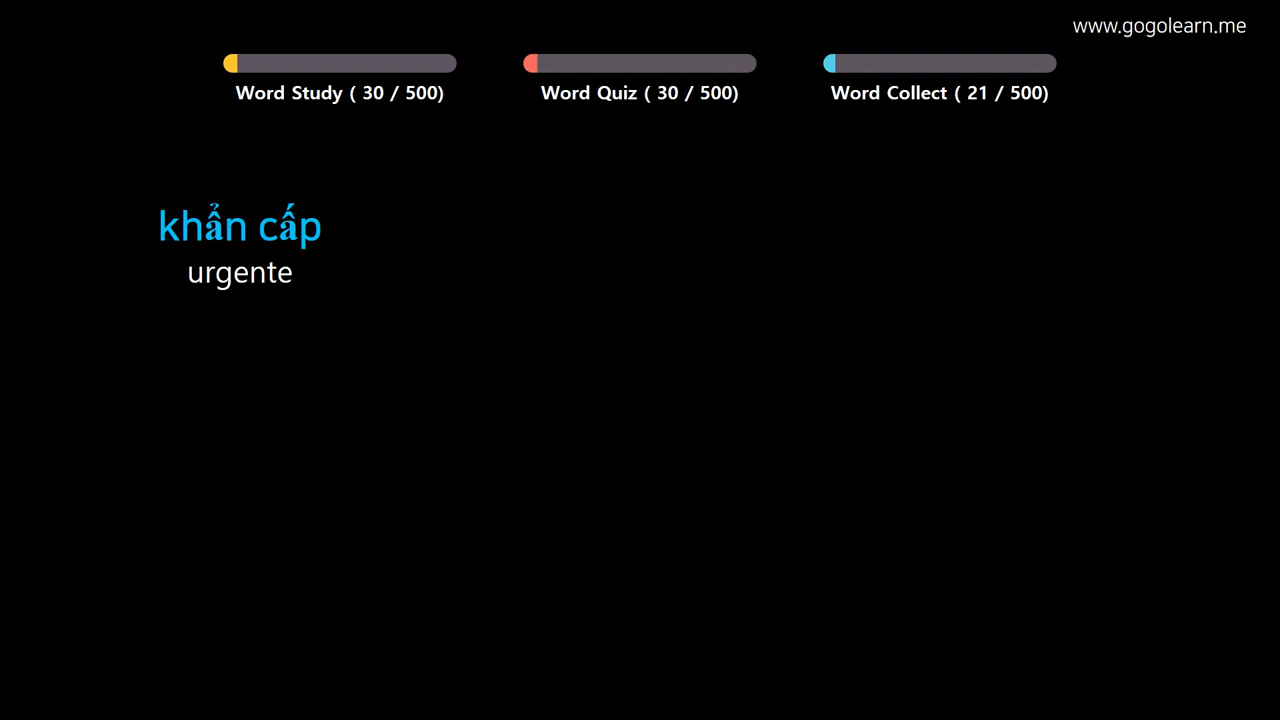 www.gogolearn.me
Word Study ( 30 / 500)
Word Quiz ( 30 / 500)
Word Collect ( 21 / 500)
khẩn cấp
urgente